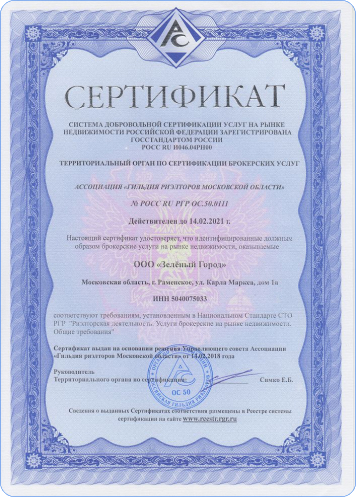 СЕРТИФИКАТ
СИСТЕМА ДОБРОВОЛЬНОЙ СЕРТИФИКАЦИИ УСЛУГ НА РЫНКЕ
НЕДВИЖИМОСТИ РОССИЙСКОЙ ФЕДЕРАЦИИ ЗАРЕГИСТРИРОВАНА
ГОССТАНДАРТОМ РОССИИ
РОСС RU И046.04РН00
ТЕРРИТОРИАЛЬНЫЙ ОРГАН ПО СЕРТИФИКАЦИИ БРОКЕРСКИХ УСЛУГ
АССОЦИАЦИЯ «ГИЛЬДИЯ РИЭЛТОРОВ МОСКОВСКОЙ ОБЛАСТИ»
№ РОСС RU РГР ОС.50.0111
Действителен до 14.02.2021 г.
Настоящий сертификат удостоверяет, что идентифицированные должным
образом брокерские услуги на рынке недвижимости, оказываемые
ООО «Зелёный Город»
Московская область, г. Раменское, ул. Карла Маркса, дом 1а
ИНН 5040075033
соответствуют требованиям, установленным в Национальном Стандарте СТО
РГР "Риэлторская деятельность. Услуги брокерские на рынке недвижимости.
Общие требования".
Сертификат выдан на основании решения Управляющего совета Ассоциации
«Гильдия риэлторов Московской области» от 14.02.2018 года
Руководитель
Территориального органа по сертификации
Симко Е.Б.
ОС 50
Сведения о выданных Сертификатах соответствия размещены в Реестре системы
сертификации на сайте www.reestr.rgr.ru